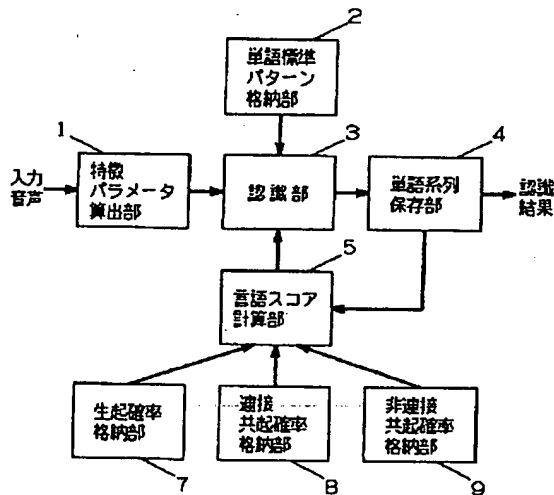 2
単語標準
パターン
格納部
1
3
4
入力
音声
特徴
パラメータ
算出部
認識部
単語系列
保存部
認識
結果
5
言語スコア
計算部
生起確率
格納部
連接
共起確率
格納部
非連接
共起確率
格納部
7
8
9